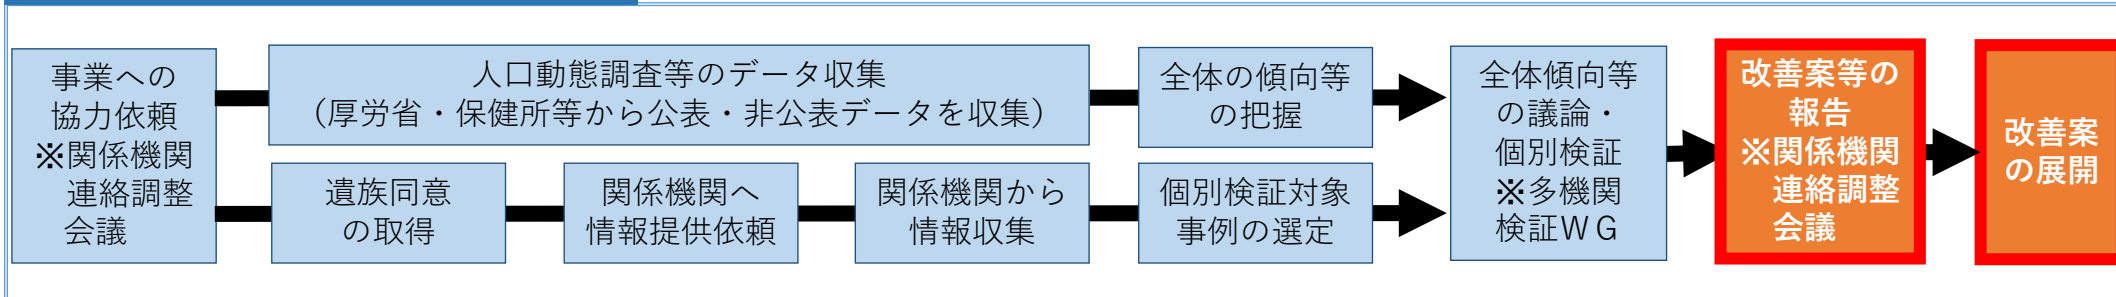 事業への
協力依頼
※関係機関
連絡調整
会議
人口動態調査等のデータ収集
（厚労省・保健所等から公表・非公表データを収集）
全体の傾向等
の把握
遺族同意
の取得
関係機関へ
情報提供依頼
関係機関から
情報収集
個別検証対象
事例の選定
全体傾向等
の議論・
個別検証
※多機関
検証ＷＧ
改善案等の
報告
※関係機関
連絡調整
会議
改善案
の展開